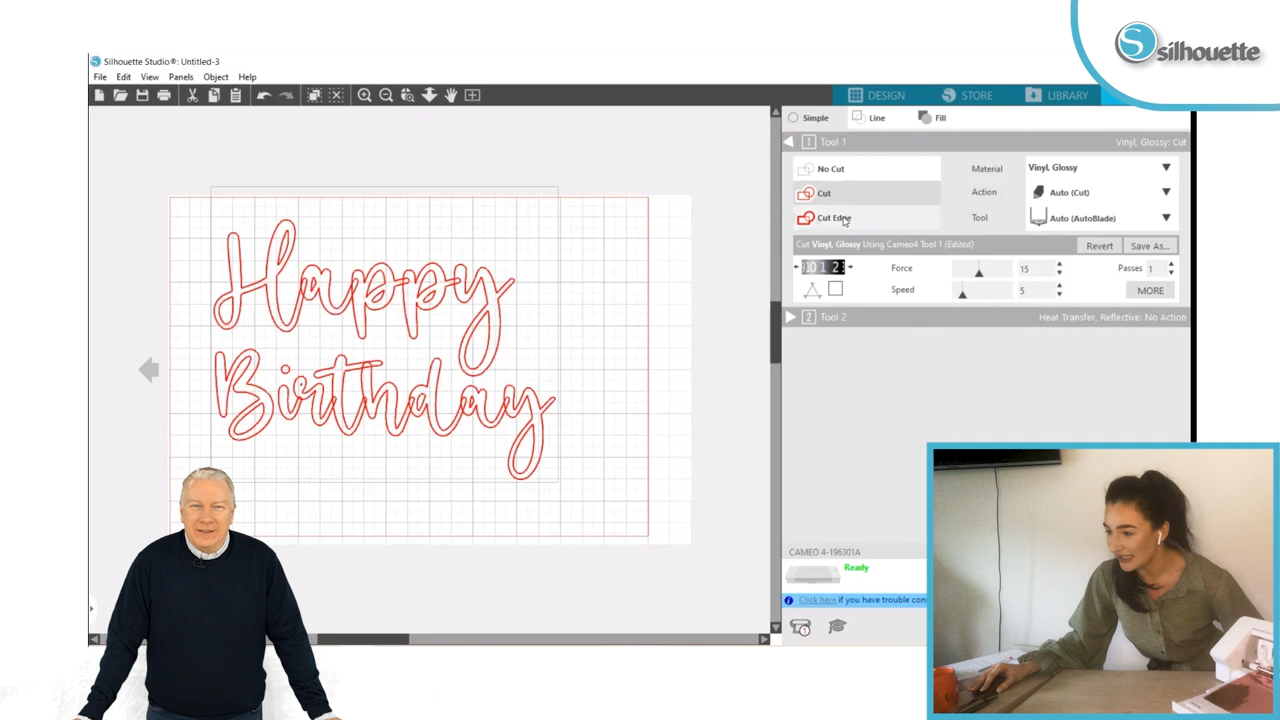 Silhouette Studio®: Untitled-3
silhouette
File Edit View Panels Object Help
DESIGN STORE LIBRARY
Simple Line Fill
1 Tool 1 Vinyl, Glossy: Cut
No Cut Material Vinyl, Glossy
Cut Action Auto (Cut)
Cut Edge Tool Auto (AutoBlade)
Cut Vinyl, Glossy Using Cameo4 Tool 1 (Edited) Revert Save As...
Force 15 Passes 1
Speed 5 MORE
2 Tool 2 Heat Transfer, Reflective: No Action
Happy
Birthday
CAMEO 4-196301A
Ready
Click here if you have trouble con